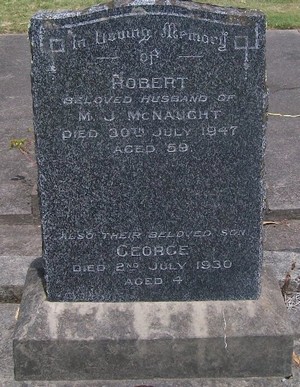 In Loving Memory
of
ROBERT
BELOVED HUSBAND OF
M. J. MCNAUGHT
DIED 30TH JULY 1947
AGED 59.
ALSO THEIR BELOVED SON
GEORGE
DIED 2ND JULY 1930
AGED 4